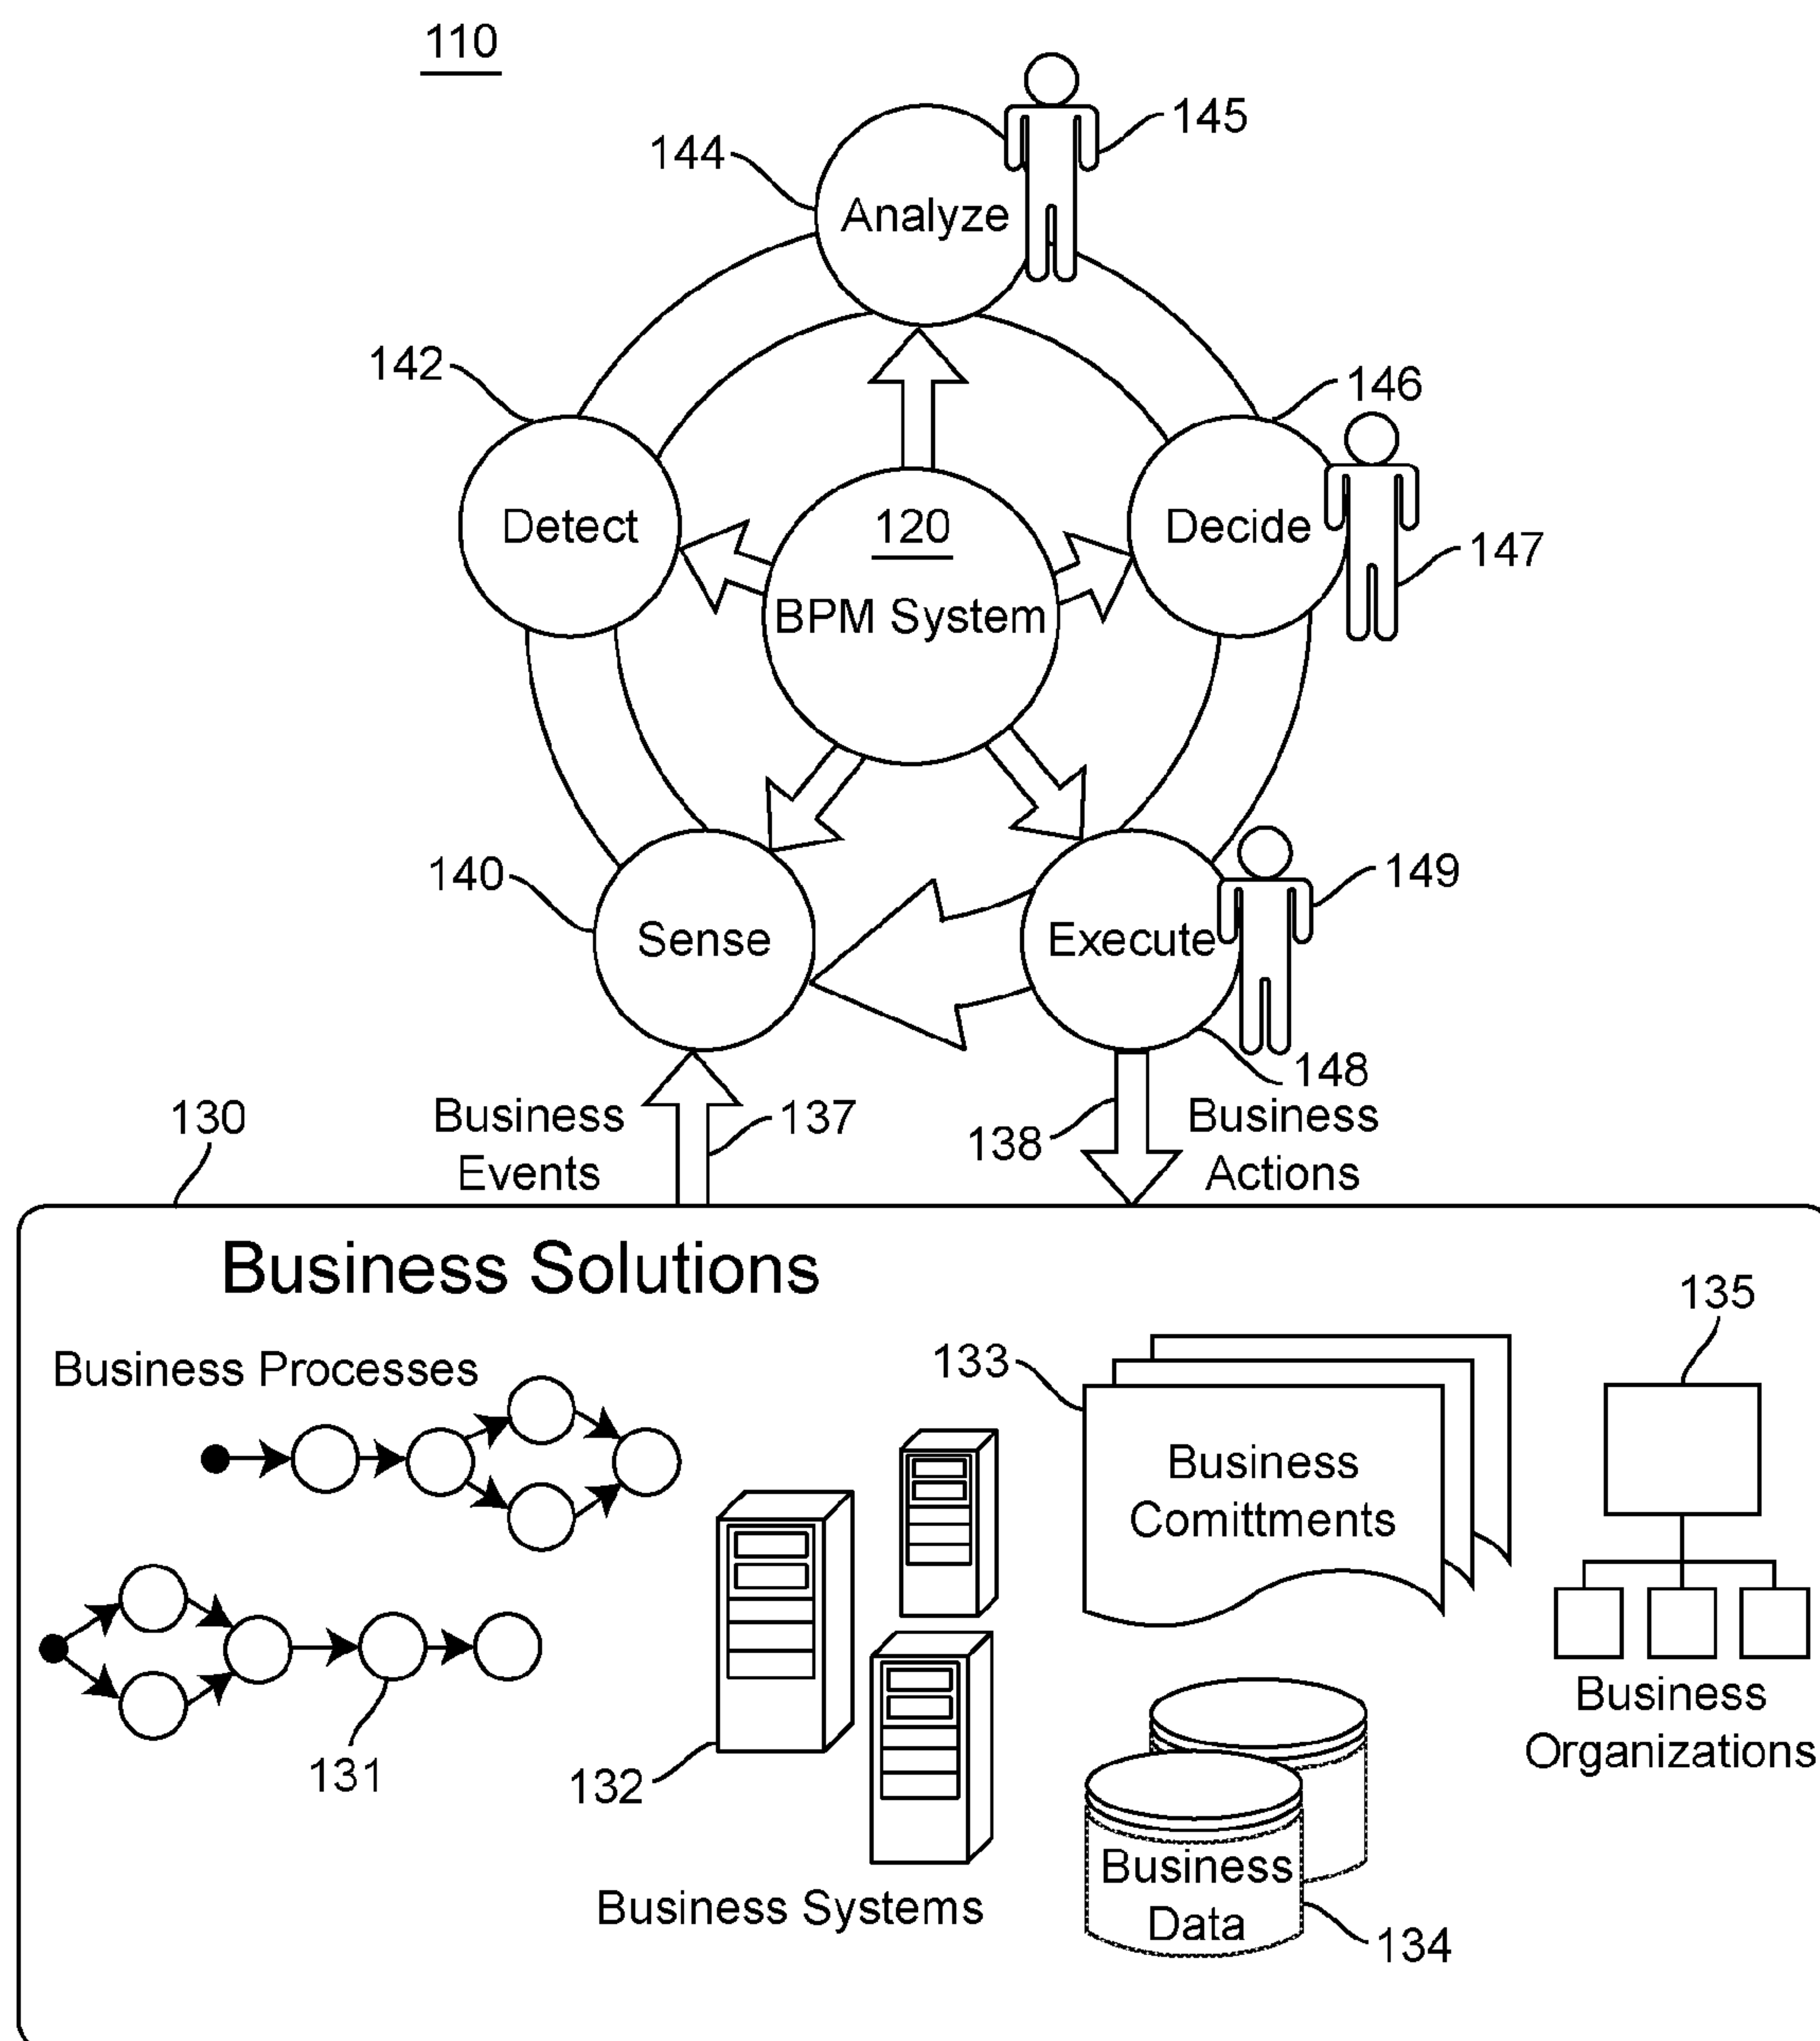 110
145
144
Analyze
142
146
Detect
120
Decide
BPM System
147
140
149
Sense
Execute
148
130
Business
Events
137
138
Business
Actions
Business Solutions
135
Business Processes
133
Business
Comittments
131
132
Business
Organizations
Business
Data
Business Systems
134